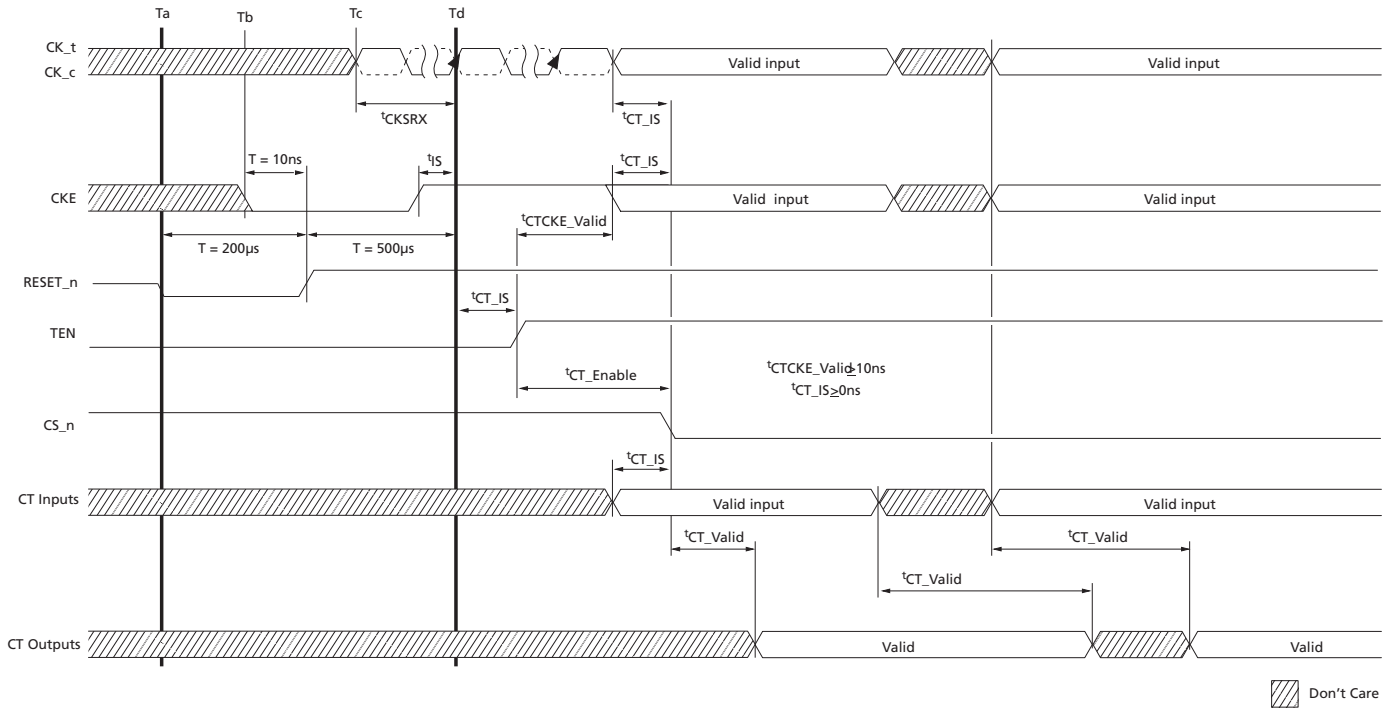 Ta
Tb
Tc
Td
CK_t
CK_c
Valid input
Valid input
tCKSRX
tCT_IS
T = 10ns
tIS
tCT_IS
CKE
Valid input
Valid input
tCTCKE_Valid
T = 200µs
T = 500µs
RESET_n
tCT_IS
TEN
tCT_Enable
tCTCKE_Valid≥10ns
tCT_IS≥0ns
CS_n
tCT_IS
CT Inputs
Valid input
Valid input
tCT_Valid
tCT_Valid
tCT_Valid
CT Outputs
Valid
Valid
Don't Care